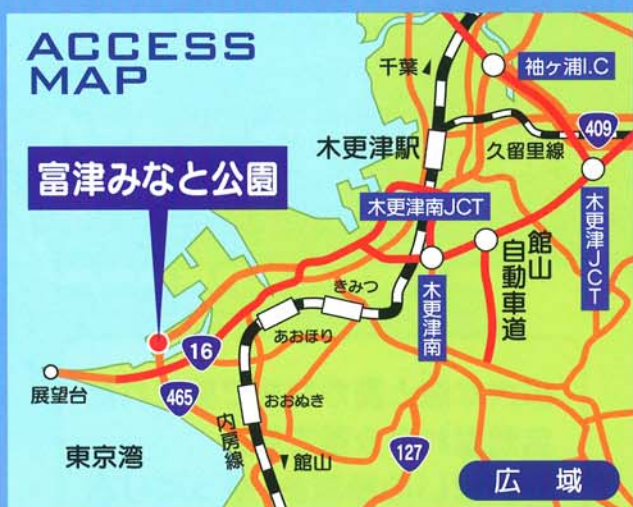 ACCESS
MAP
千葉
袖ヶ浦I.C
409
木更津駅
久留里線
富津みなと公園
木更津南JCT
木更津JCT
館山
自動車道
木更津南
きみつ
あおほり
16
展望台
465
おおぬき
内房線
東京湾
館山
127
広域